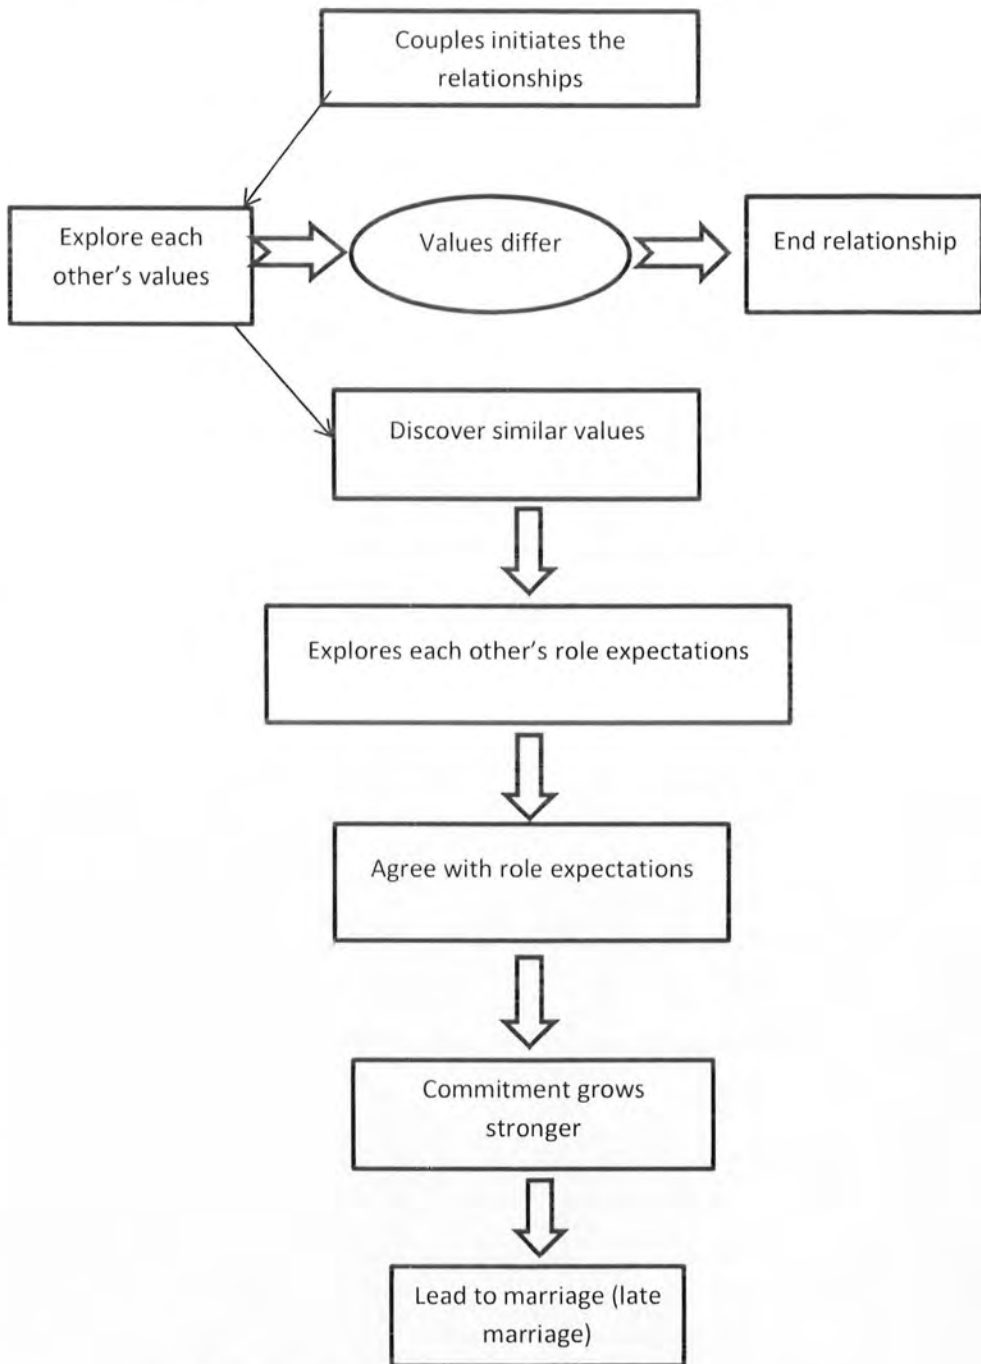 Couples initiates the
relationships
Explore each
other's values
Values differ
End relationship
Discover similar values
Explores each other's role expectations
Agree with role expectations
Commitment grows
stronger
Lead to marriage (late
marriage)